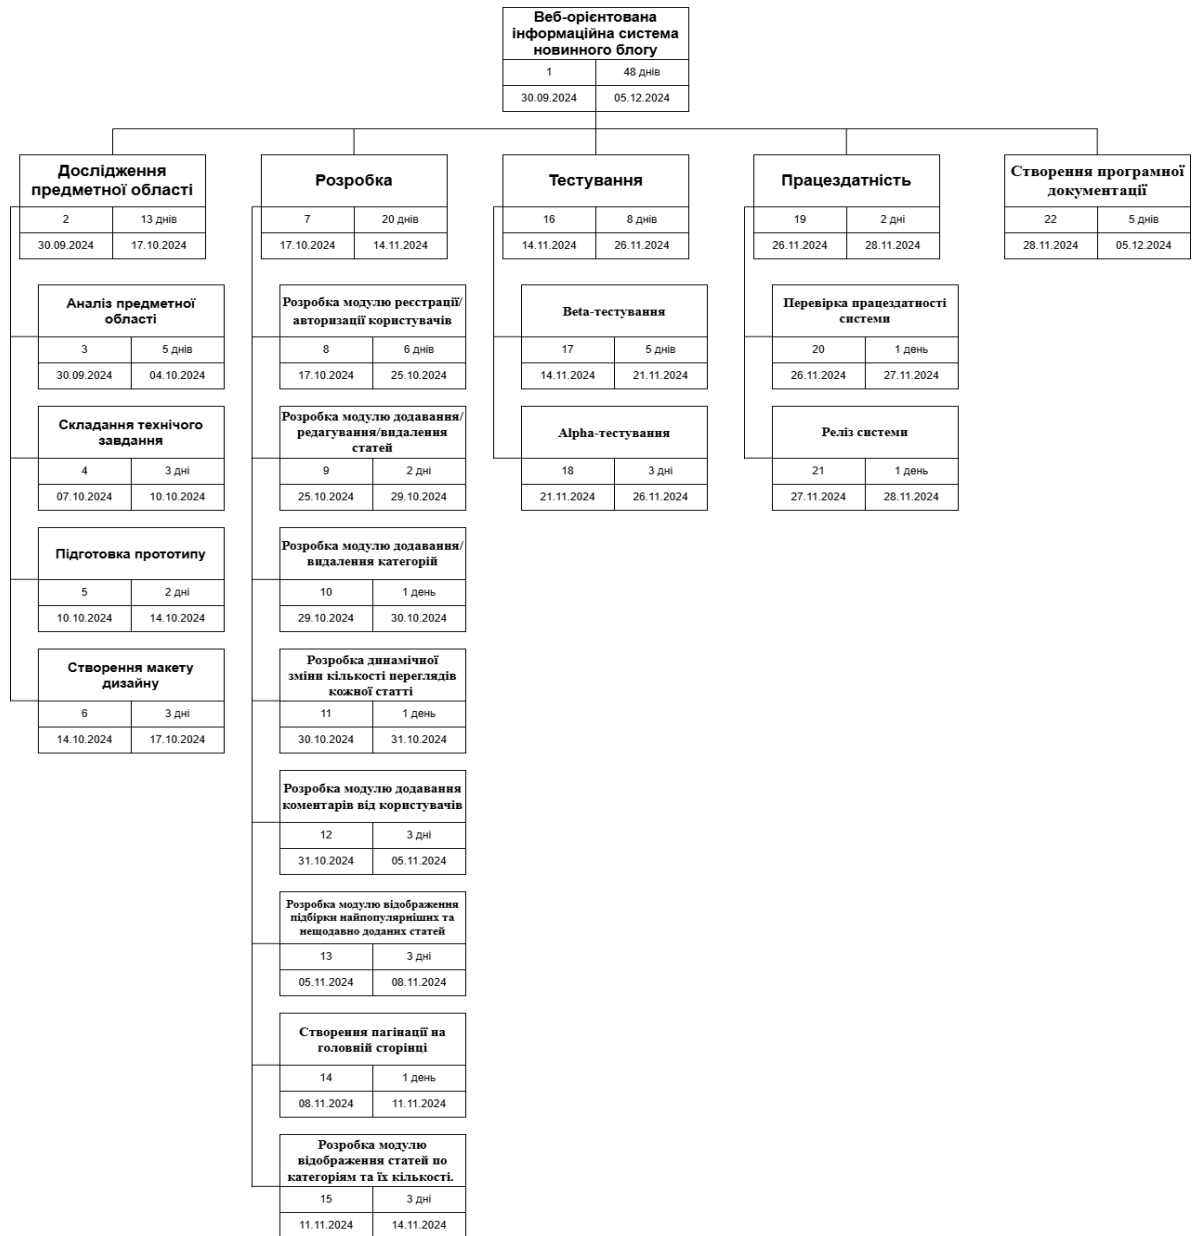 Веб-орієнтована
інформаційна система
новинного блогу
1 48 днів
30.09.2024 05.12.2024
Дослідження
предметної області
2 13 днів
30.09.2024 17.10.2024
Аналіз предметної
області
3 5 днів
30.09.2024 04.10.2024
Складання технічого
завдання
4 3 дні
07.10.2024 10.10.2024
Підготовка прототипу
5 2 дні
10.10.2024 14.10.2024
Створення макету
дизайну
6 3 дні
14.10.2024 17.10.2024
Розробка
7 20 днів
17.10.2024 14.11.2024
Розробка модулю реєстрації/
авторизації користувачів
8 6 днів
17.10.2024 25.10.2024
Розробка модулю додавання/
редагування/видалення
статей
9 2 дні
25.10.2024 29.10.2024
Розробка модулю додавання/
видалення категорій
10 1 день
29.10.2024 30.10.2024
Розробка динамічної
зміни кількості переглядів
кожної статті
11 1 день
30.10.2024 31.10.2024
Розробка модулю додавання
коментарів від користувачів
12 3 дні
31.10.2024 05.11.2024
Розробка модулю відображення
підбірки найпопулярніших та
нещодавно доданих статей
13 3 дні
05.11.2024 08.11.2024
Створення пагінації на
головній сторінці
14 1 день
08.11.2024 11.11.2024
Розробка модулю
відображення статей по
категоріям та їх кількості.
15 3 дні
11.11.2024 14.11.2024
Тестування
16 8 днів
14.11.2024 26.11.2024
Beta-тестування
17 5 днів
14.11.2024 21.11.2024
Alpha-тестування
18 3 дні
21.11.2024 26.11.2024
Працездатність
19 2 дні
26.11.2024 28.11.2024
Перевірка працездатності
системи
20 1 день
26.11.2024 27.11.2024
Реліз системи
21 1 день
27.11.2024 28.11.2024
Створення програмної
документації
22 5 днів
28.11.2024 05.12.2024